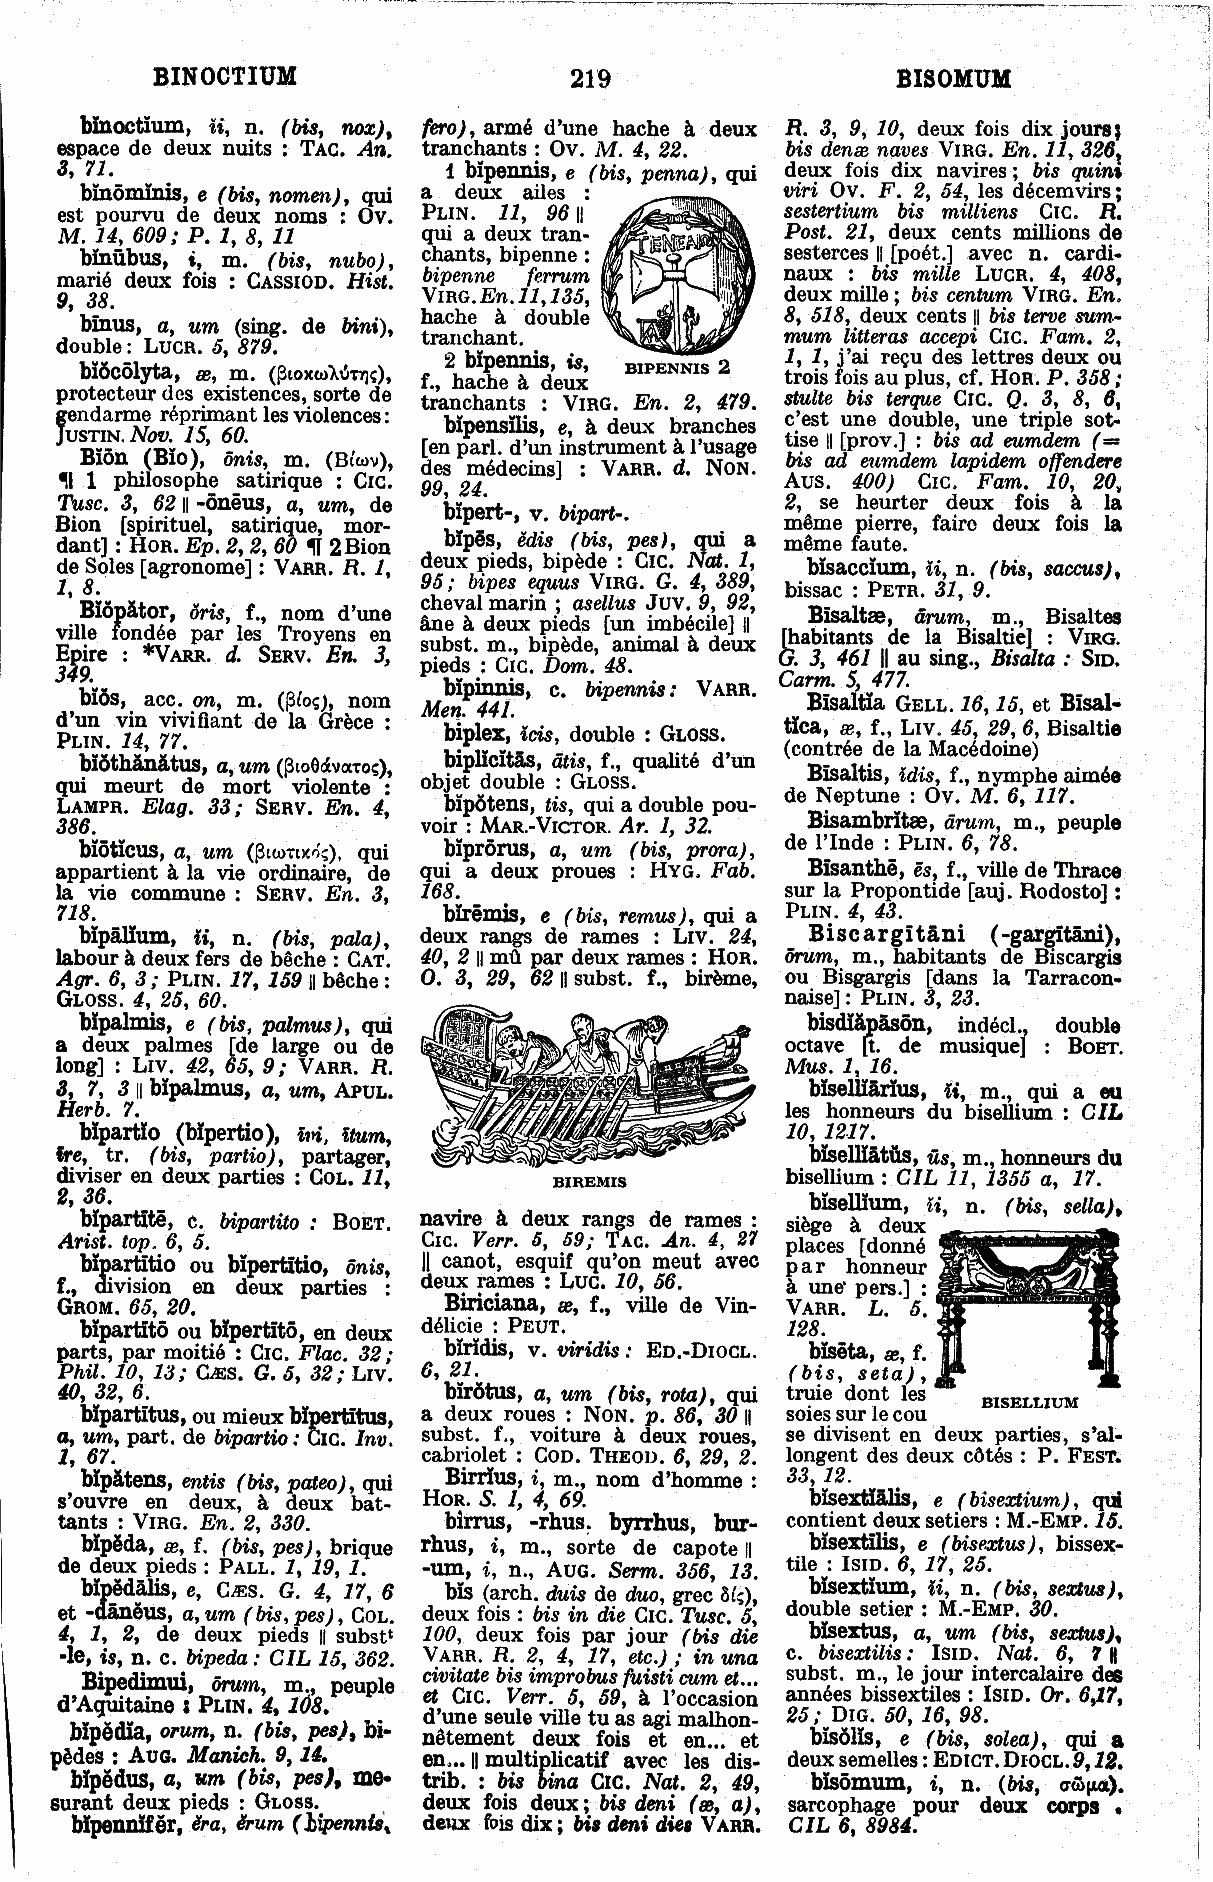 BINOCTIUM
219
BISOMUM
bĭnoctĭum, ĭi, n. (bis, nox),
espace de deux nuits : TAC. An.
3, 71.
bĭnōmĭnis, e (bis, nomen), qui
est pourvu de deux noms : OV.
M. 14, 609; P. 1, 8, 11
bĭnūbus, i, m. (bis, nubo),
marié deux fois : CASSIOD. Hist.
9, 38.
bīnus, a, um (sing. de bini),
double : LUCR. 5, 879.
bĭŏcōlyta, æ, m. (βιοκωλύτης),
protecteur des existences, sorte de
gendarme réprimant les violences :
JUSTIN. Nov. 15, 60.
Bĭōn (Bĭo), ōnis, m. (Βίων),
¶ 1 philosophe satirique : CIC.
Tusc. 3, 62 || -ōnēus, a, um, de
Bion [spirituel, satirique, mor-
dant] : HOR. Ep. 2, 2, 60 ¶ 2 Bion
de Soles [agronome] : VARR. R. 1,
1, 8.
Bĭŏpător, ŏris, f., nom d'une
ville fondée par les Troyens en
Epire : *VARR. d. SERV. En. 3,
349.
bĭŏs, acc. on, m. (βίος), nom
d'un vin vivifiant de la Grèce :
PLIN. 14, 77.
bĭŏthănătus, a, um (βιοθάνατος),
qui meurt de mort violente :
LAMPR. Elag. 33; SERV. En. 4,
386.
bĭōtĭcus, a, um (βιωτικός), qui
appartient à la vie ordinaire, de
la vie commune : SERV. En. 3,
718.
bĭpālĭum, ĭi, n. (bis, pala),
labour à deux fers de bêche : CAT.
Agr. 6, 3; PLIN. 17, 159 || bêche :
GLOSS. 4, 25, 60.
bĭpalmis, e (bis, palmus), qui
a deux palmes [de large ou de
long] : LIV. 42, 65, 9; VARR. R.
3, 7, 3 || bĭpalmus, a, um, APUL.
Herb. 7.
bĭpartĭo (bĭpertio), īvi, ītum,
īre, tr. (bis, partio), partager,
diviser en deux parties : COL. 11,
2, 36.
bĭpartītē, c. bipartito : BOET.
Arist. top. 6, 5.
bĭpartītio ou bĭpertītio, ōnis,
f., division en deux parties :
GROM. 65, 20.
bĭpartītō ou bĭpertītō, en deux
parts, par moitié : CIC. Flac. 32;
Phil. 10, 13; CÆS. G. 5, 32; LIV.
40, 32, 6.
bĭpartītus, ou mieux bĭpertītus,
a, um, part. de bipartio : CIC. Inv.
1, 67.
bĭpătens, entis (bis, pateo), qui
s'ouvre en deux, à deux bat-
tants : VIRG. En. 2, 330.
bĭpĕda, æ, f. (bis, pes), brique
de deux pieds : PALL. 1, 19, 1.
bĭpĕdālis, e, CÆS. G. 4, 17, 6
et -dānĕus, a, um (bis, pes), COL.
4, 1, 2, de deux pieds || substt
-le, is, n. c. bipeda : CIL 15, 362.
Bipedimui, ōrum, m., peuple
d'Aquitaine : PLIN. 4, 108.
bĭpĕdĭa, orum, n. (bis, pes), bi-
pèdes : AUG. Manich. 9, 14.
bĭpĕdus, a, um (bis, pes), me-
surant deux pieds : GLOSS.
bĭpennĭfĕr, ĕra, ĕrum (bipennis,
fero), armé d'une hache à deux
tranchants : OV. M. 4, 22.
1 bĭpennis, e (bis, penna), qui
a deux ailes :
PLIN. 11, 96 ||
qui a deux tran-
chants, bipenne :
bipenne ferrum
VIRG. En. 11, 135,
hache à double
tranchant.
2 bĭpennis, is,
f., hache à deux
TENEΔΙ
BIPENNIS 2
tranchants : VIRG. En. 2, 479.
bĭpensĭlis, e, à deux branches
[en parl. d'un instrument à l'usage
des médecins] : VARR. d. NON.
99, 24.
bĭpert-, v. bipart-.
bĭpēs, ĕdis (bis, pes), qui a
deux pieds, bipède : CIC. Nat. 1,
95; bipes equus VIRG. G. 4, 389,
cheval marin ; asellus JUV. 9, 92,
âne à deux pieds [un imbécile] ||
subst. m., bipède, animal à deux
pieds : CIC. Dom. 48.
bĭpinnis, c. bipennis : VARR.
Men. 441.
biplex, ĭcis, double : GLOSS.
biplĭcĭtās, ātis, f., qualité d'un
objet double : GLOSS.
bĭpŏtens, tis, qui a double pou-
voir : MAR.-VICTOR. Ar. 1, 32.
bĭprōrus, a, um (bis, prora),
qui a deux proues : HYG. Fab.
168.
bĭrēmis, e (bis, remus), qui a
deux rangs de rames : LIV. 24,
40, 2 || mû par deux rames : HOR.
O. 3, 29, 62 || subst. f., birème,
BIREMIS
navire à deux rangs de rames :
CIC. Verr. 5, 59; TAC. An. 4, 27
|| canot, esquif qu'on meut avec
deux rames : LUC. 10, 56.
Biriciana, æ, f., ville de Vin-
délicie : PEUT.
bĭrĭdis, v. viridis : ED.-DIOCL.
6, 21.
bĭrŏtus, a, um (bis, rota), qui
a deux roues : NON. p. 86, 30 ||
subst. f., voiture à deux roues,
cabriolet : COD. THEOD. 6, 29, 2.
Birrĭus, i, m., nom d'homme :
HOR. S. 1, 4, 69.
birrus, -rhus. byrrhus, bur-
rhus, i, m., sorte de capote ||
-um, i, n., AUG. Serm. 356, 13.
bĭs (arch. duis de duo, grec δίς),
deux fois : bis in die CIC. Tusc. 5,
100, deux fois par jour (bis die
VARR. R. 2, 4, 17, etc.) ; in una
civitate bis improbus fuisti cum et...
et CIC. Verr. 5, 59, à l'occasion
d'une seule ville tu as agi malhon-
nêtement deux fois et en... et
en... || multiplicatif avec les dis-
trib. : bis bina CIC. Nat. 2, 49,
deux fois deux; bis deni (æ, a),
deux fois dix; bis deni dies VARR.
R. 3, 9, 10, deux fois dix jours;
bis denæ naves VIRG. En. 11, 326,
deux fois dix navires; bis quini
viri OV. F. 2, 54, les décemvirs;
sestertium bis milliens CIC. R.
Post. 21, deux cents millions de
sesterces || [poét.] avec n. cardi-
naux : bis mille LUCR. 4, 408,
deux mille; bis centum VIRG. En.
8, 518, deux cents || bis terve sum-
mum litteras accepi CIC. Fam. 2,
1, 1, j'ai reçu des lettres deux ou
trois fois au plus, cf. HOR. P. 358;
stulte bis terque CIC. Q. 3, 8, 6,
c'est une double, une triple sot-
tise || [prov.] : bis ad eumdem (=
bis ad eumdem lapidem offendere
AUS. 400) CIC. Fam. 10, 20,
2, se heurter deux fois à la
même pierre, faire deux fois la
même faute.
bĭsaccĭum, ĭi, n. (bis, saccus),
bissac : PETR. 31, 9.
Bĭsaltæ, ārum, m., Bisaltes
[habitants de la Bisaltie] : VIRG.
G. 3, 461 || au sing., Bisalta : SID.
Carm. 5, 477.
Bĭsaltĭa GELL. 16, 15, et Bĭsal-
tĭca, æ, f., LIV. 45, 29, 6, Bisaltie
(contrée de la Macédoine)
Bĭsaltis, ĭdis, f., nymphe aimée
de Neptune : OV. M. 6, 117.
Bisambrĭtæ, ārum, m., peuple
de l'Inde : PLIN. 6, 78.
Bīsanthē, ēs, f., ville de Thrace
sur la Propontide [auj. Rodosto] :
PLIN. 4, 43.
Biscargītāni (-gargītāni),
ōrum, m., habitants de Biscargis
ou Bisgargis [dans la Tarracon-
naise] : PLIN. 3, 23.
bisdĭăpāsōn, indécl., double
octave [t. de musique] : BOET.
Mus. 1, 16.
bĭsellĭārĭus, ĭi, m., qui a eu
les honneurs du bisellium : CIL
10, 1217.
bĭsellĭātŭs, ūs, m., honneurs du
bisellium : CIL 11, 1355 a, 17.
bĭsellĭum, ĭi, n. (bis, sella),
siège à deux
places [donné
par honneur
à une pers.] :
VARR. L. 5.
128.
bĭsēta, æ, f.
(bis, seta),
truie dont les
soies sur le cou
BISELLIUM
se divisent en deux parties, s'al-
longent des deux côtés : P. FEST.
33, 12.
bĭsextĭālis, e (bisextium), qui
contient deux setiers : M.-EMP. 15.
bĭsextĭlis, e (bisextus), bissex-
tile : ISID. 6, 17, 25.
bĭsextĭum, ĭi, n. (bis, sextus),
double setier : M.-EMP. 30.
bĭsextus, a, um (bis, sextus),
c. bisextilis : ISID. Nat. 6, 7 ||
subst. m., le jour intercalaire des
années bissextiles : ISID. Or. 6,17,
25; DIG. 50, 16, 98.
bĭsŏlĭs, e (bis, solea), qui a
deux semelles : EDICT. DIOCL. 9,12.
bĭsōmum, i, n. (bis, σῶμα).
sarcophage pour deux corps .
CIL 6, 8984.